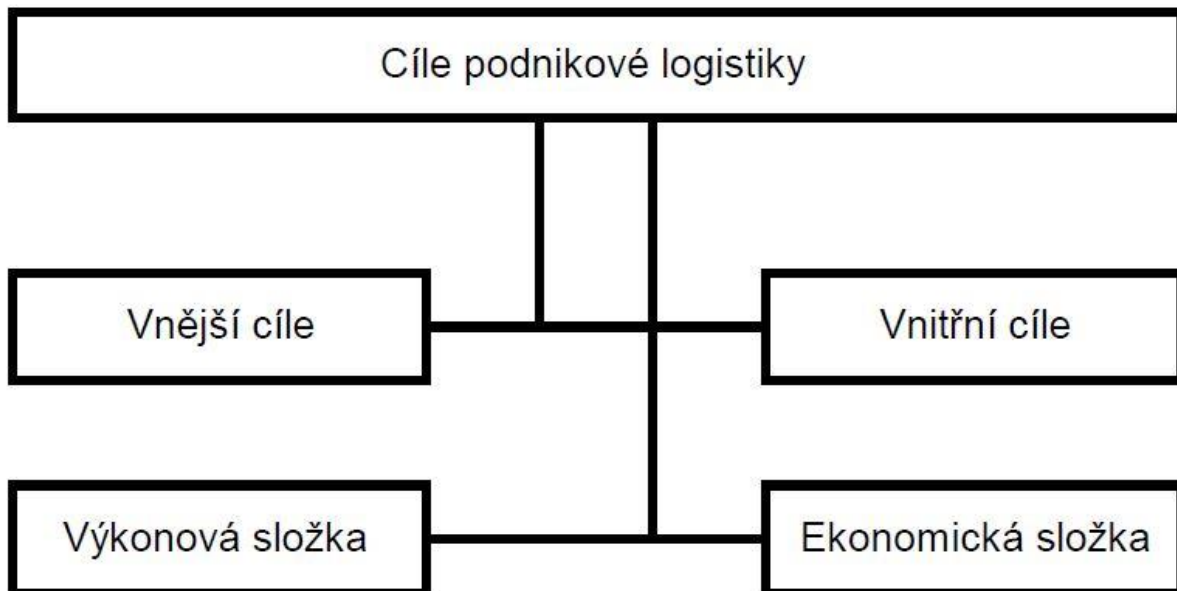 Cíle podnikové logistiky
Vnější cíle
Vnitřní cíle
Výkonová složka
Ekonomická složka